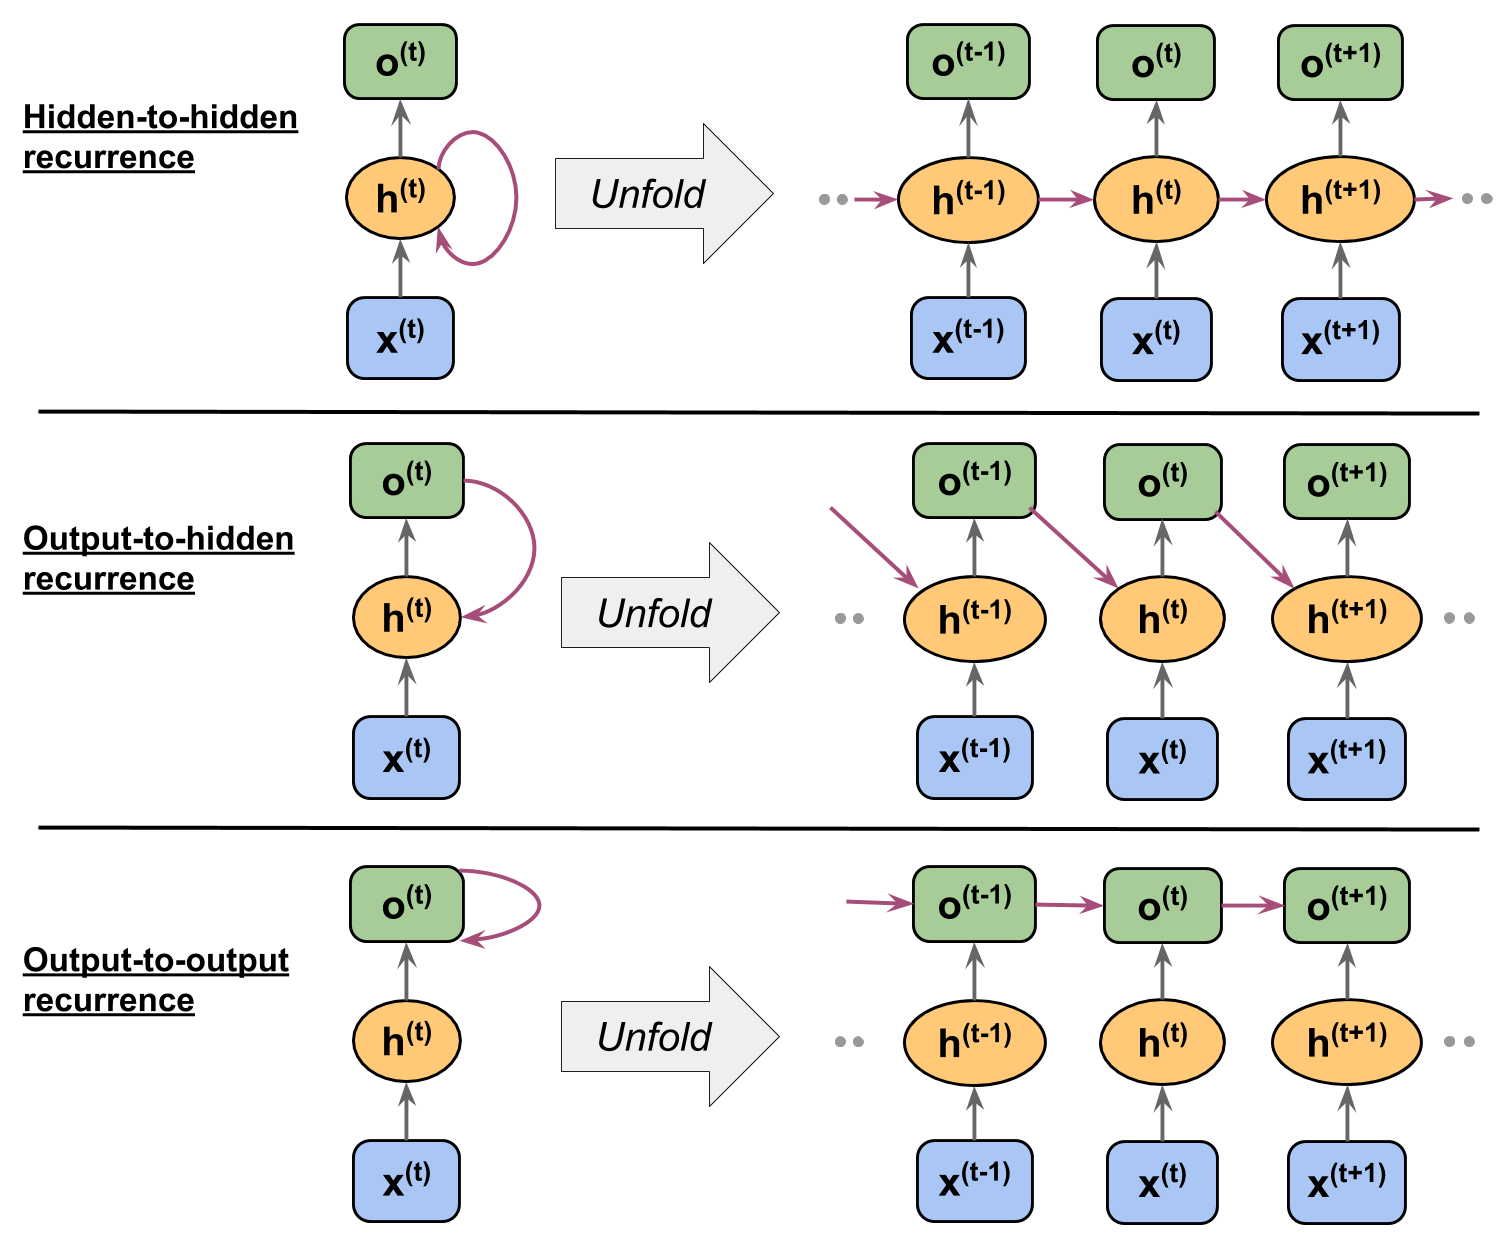 o(t)
o(t-1) o(t) o(t+1)
Hidden-to-hidden
recurrence
h(t)
Unfold
h(t-1) h(t) h(t+1)
x(t)
x(t-1) x(t) x(t+1)
o(t)
o(t-1) o(t) o(t+1)
Output-to-hidden
recurrence
h(t)
Unfold
h(t-1) h(t) h(t+1)
x(t)
x(t-1) x(t) x(t+1)
o(t)
o(t-1) o(t) o(t+1)
Output-to-output
recurrence
h(t)
Unfold
h(t-1) h(t) h(t+1)
x(t)
x(t-1) x(t) x(t+1)